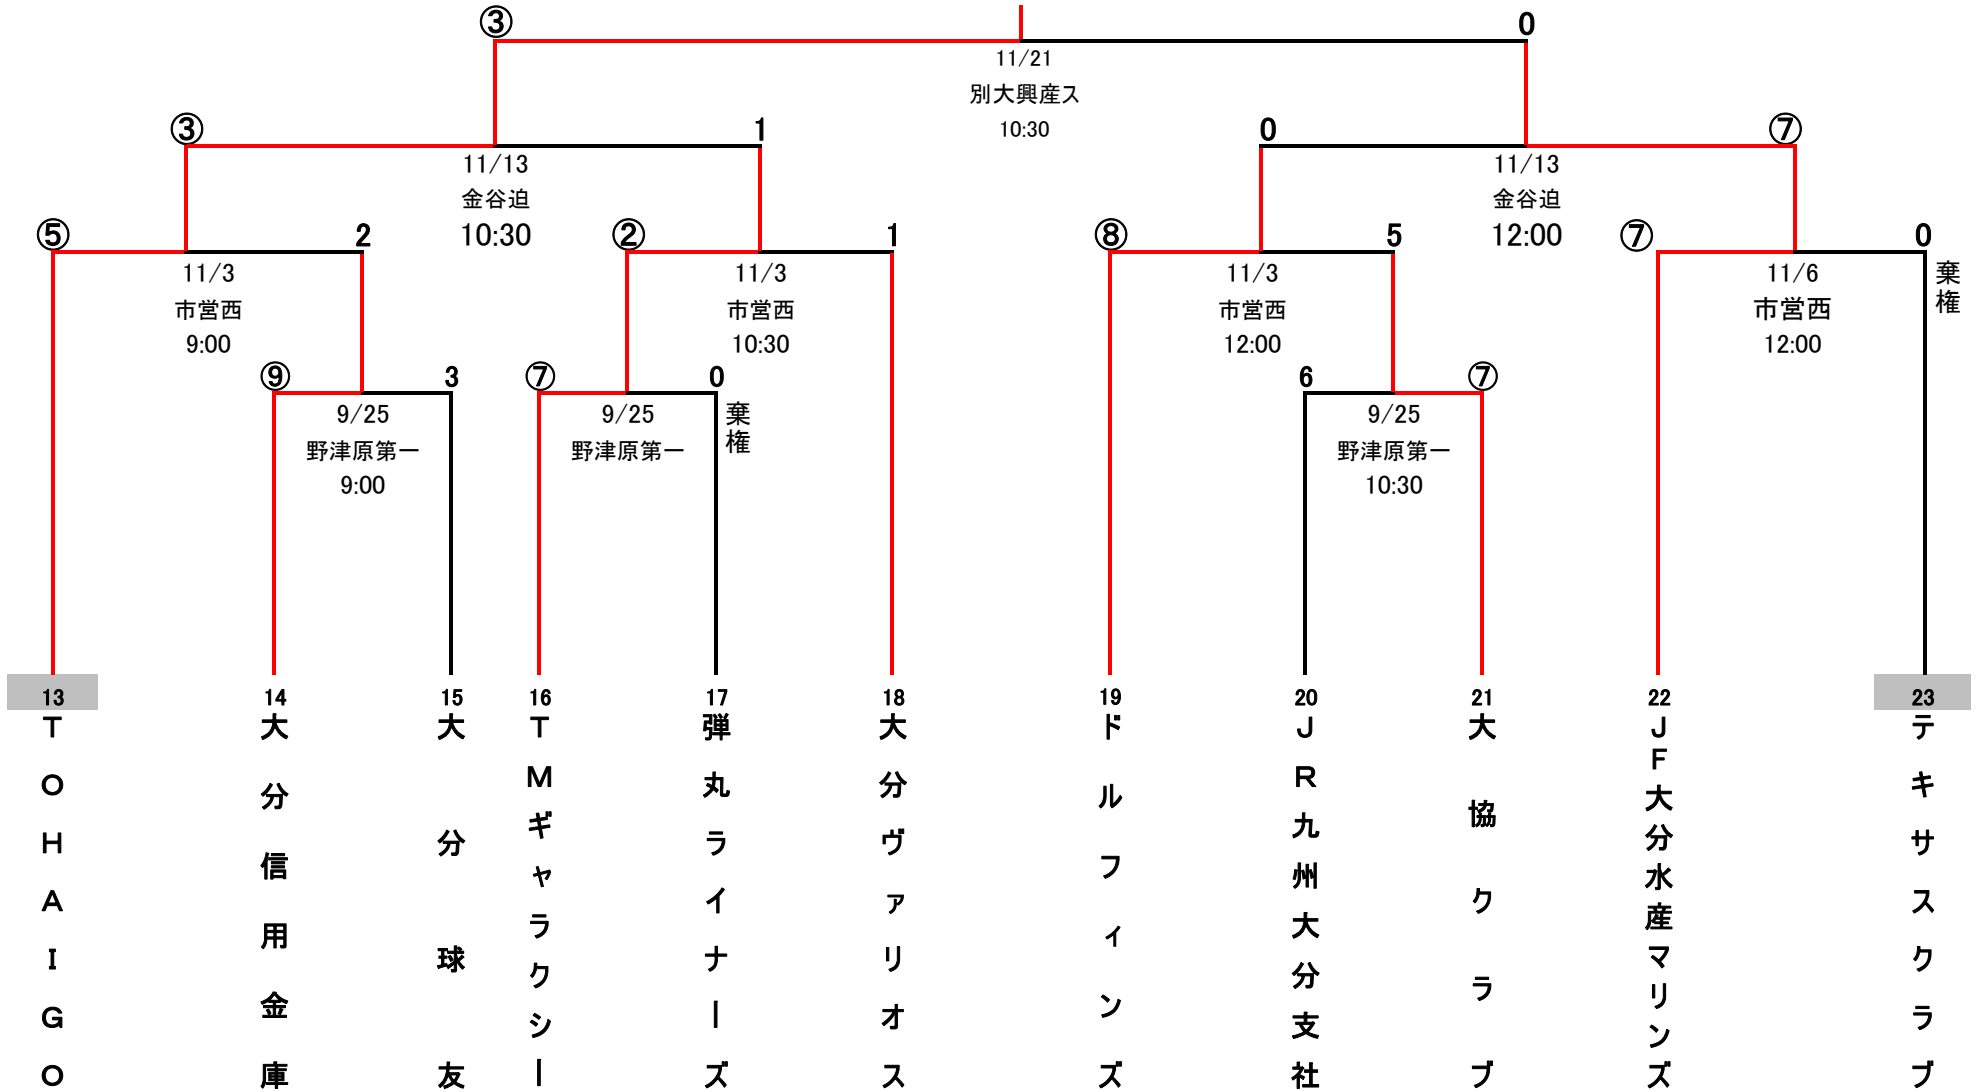 ③ 0
11/21
別大興産ス
10:30
③ 1 0 ⑦
11/13
金谷迫
10:30
11/13
金谷迫
12:00
⑤ 2 ② 1 ⑧ 5 ⑦ 0
棄権
11/3
市営西
9:00
11/3
市営西
10:30
11/3
市営西
12:00
11/6
市営西
12:00
⑨ 3 ⑦ 0 6 ⑦
棄権
9/25
野津原第一
9:00
9/25
野津原第一
9/25
野津原第一
10:30
13
ＴＯＨＡＩＧＯ
14
大分信用金庫
15
大分球友
16
ＴＭギャラクシー
17
弾丸ライナーズ
18
大分ヴァリオス
19
ドルフィンズ
20
ＪＲ九州大分支社
21
大協クラブ
22
ＪＦ大分水産マリンズ
23
テキサスクラブ